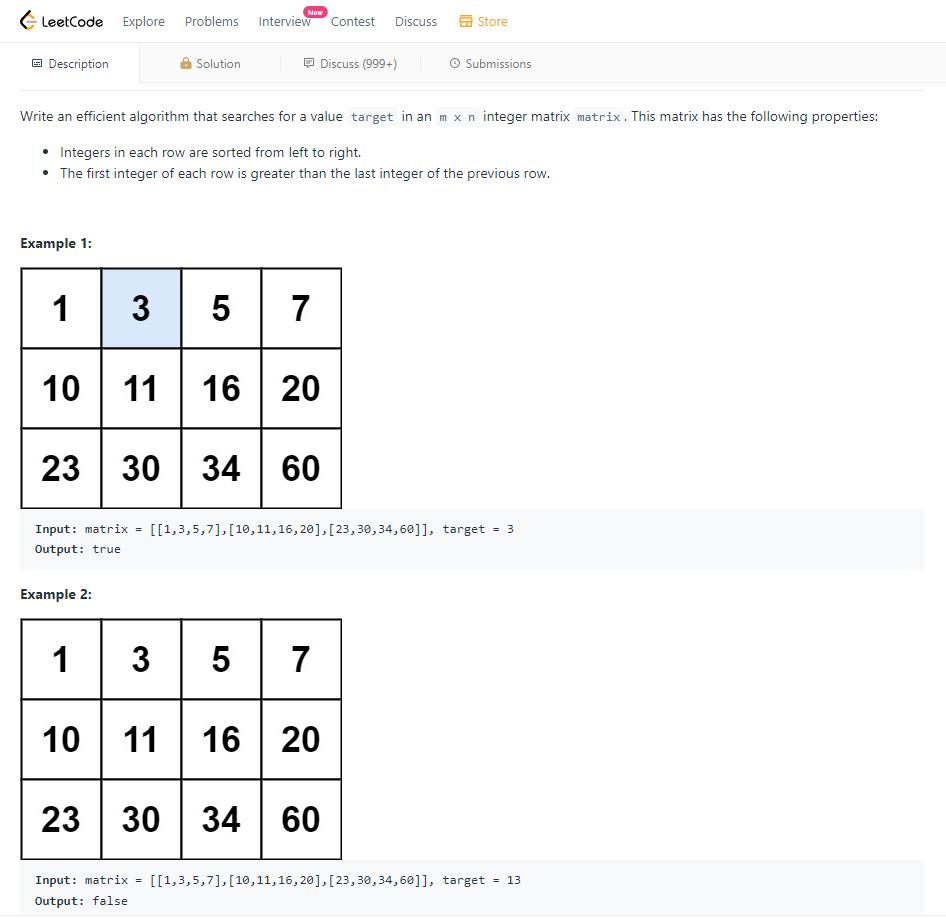 LeetCode Explore Problems Interview New Contest Discuss Store
Description Solution Discuss (999+) Submissions
Write an efficient algorithm that searches for a value target in an m x n integer matrix matrix. This matrix has the following properties:
• Integers in each row are sorted from left to right.
• The first integer of each row is greater than the last integer of the previous row.
Example 1:
1 3 5 7
10 11 16 20
23 30 34 60
Input: matrix = [[1,3,5,7],[10,11,16,20],[23,30,34,60]], target = 3
Output: true
Example 2:
1 3 5 7
10 11 16 20
23 30 34 60
Input: matrix = [[1,3,5,7],[10,11,16,20],[23,30,34,60]], target = 13
Output: false